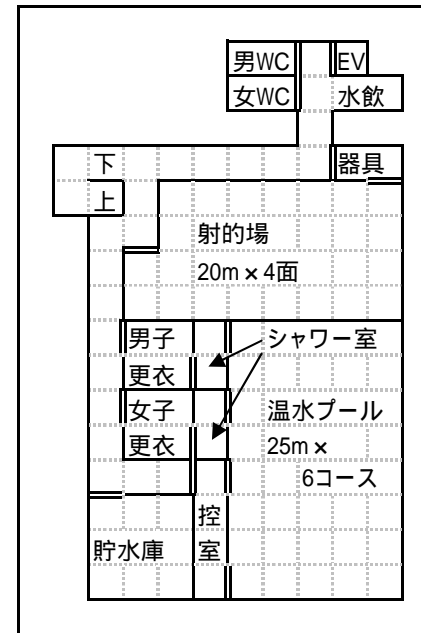 男WC EV
女WC 水飲
下 器具
上
射的場
20m×4面
男子 シャワー室
更衣
女子 温水プール
更衣 25m×
6コース
控
貯水庫 室